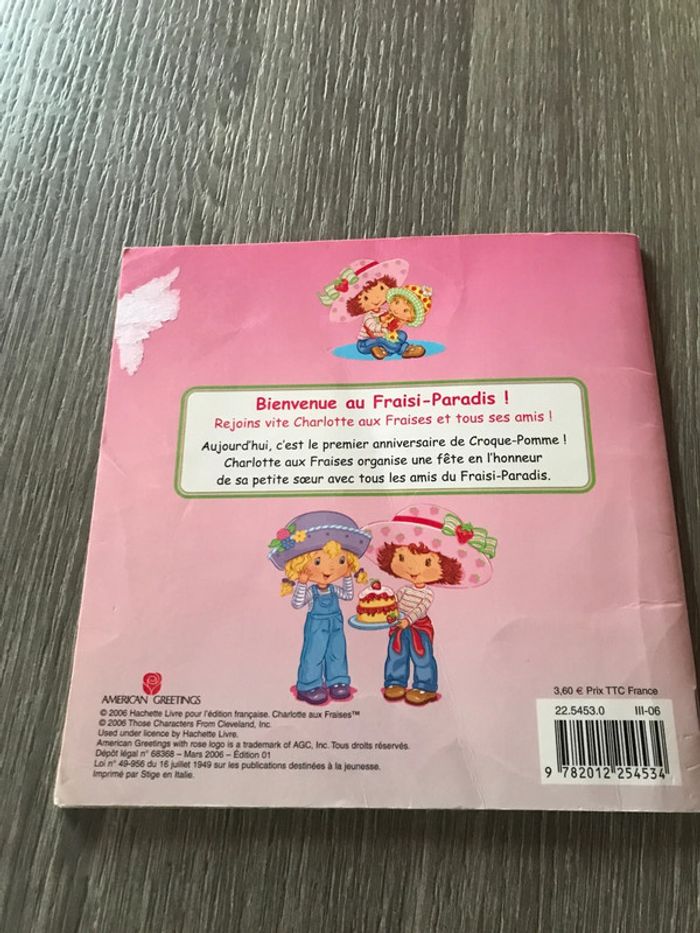 Bienvenue au Fraisi-Paradis !
Rejoins vite Charlotte aux Fraises et tous ses amis !
Aujourd'hui, c'est le premier anniversaire de Croque-Pomme !
Charlotte aux Fraises organise une fête en l'honneur
de sa petite sœur avec tous les amis du Fraisi-Paradis.
AMERICAN GREETINGS
© 2006 Hachette Livre pour l'édition française. Charlotte aux Fraises™
© 2006 Those Characters From Cleveland, Inc.
Used under licence by Hachette Livre.
American Greetings with rose logo is a trademark of AGC, Inc. Tous droits réservés.
Dépôt légal n° 68368 – Mars 2006 – Édition 01
Loi n° 49-956 du 16 juillet 1949 sur les publications destinées à la jeunesse.
Imprimé par Stige en Italie.
3,60 € Prix TTC France
22.5453.0 III-06
9 782012 254534